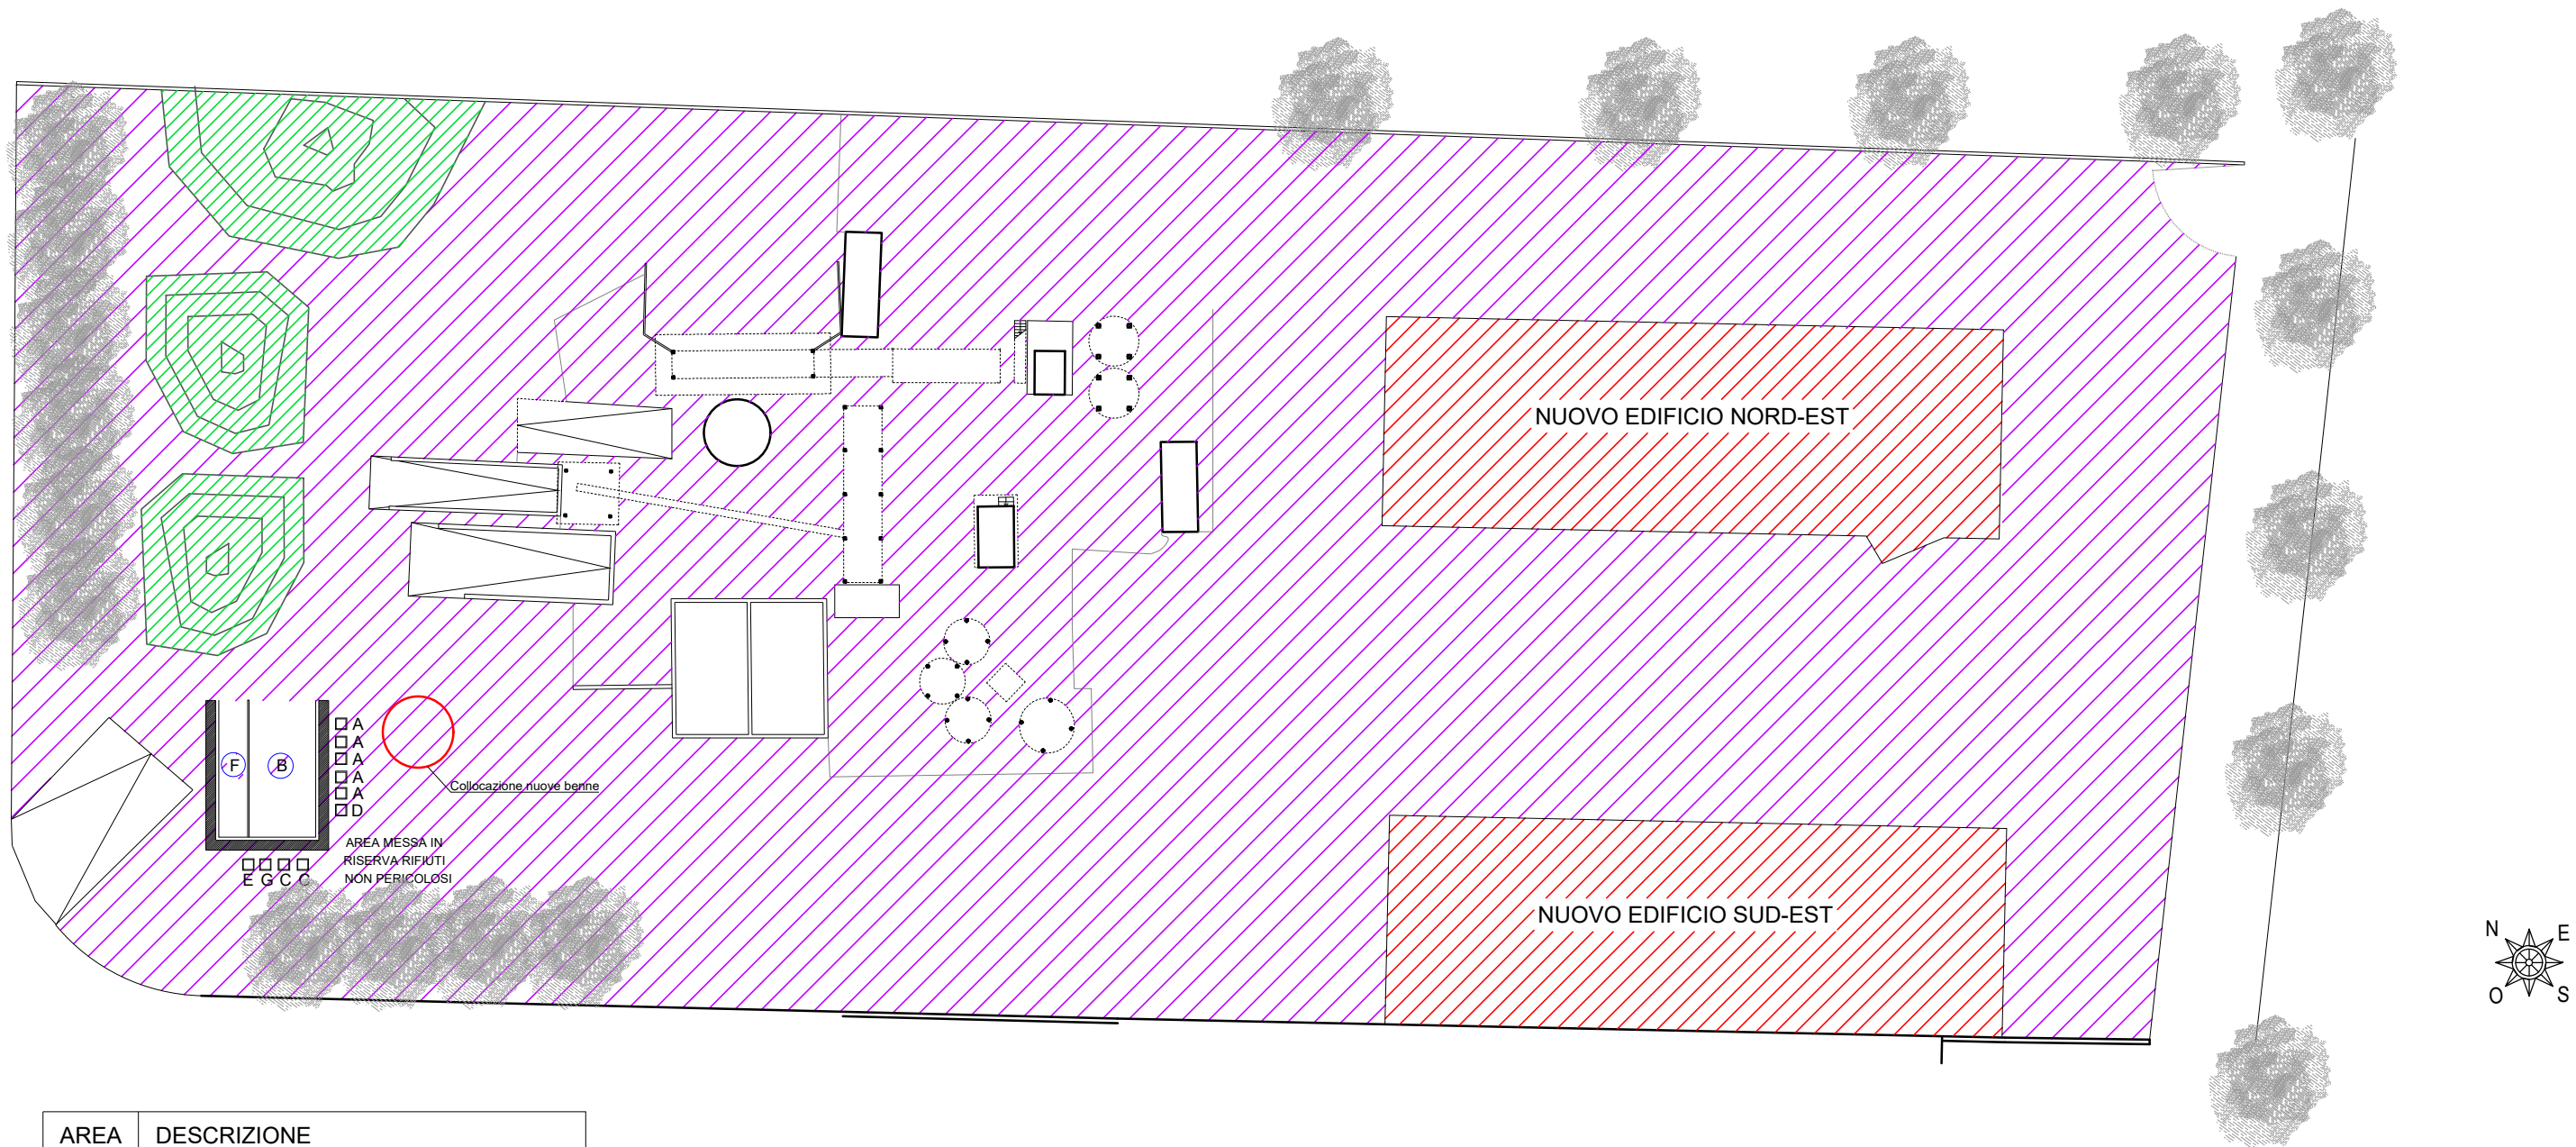 NUOVO EDIFICIO NORD-EST
F
B
A
A
A
A
A
D
Collocazione nuove benne
AREA MESSA IN
RISERVA RIFIUTI
NON PERICOLOSI
E G C C
NUOVO EDIFICIO SUD-EST
N E
O S
AREA DESCRIZIONE